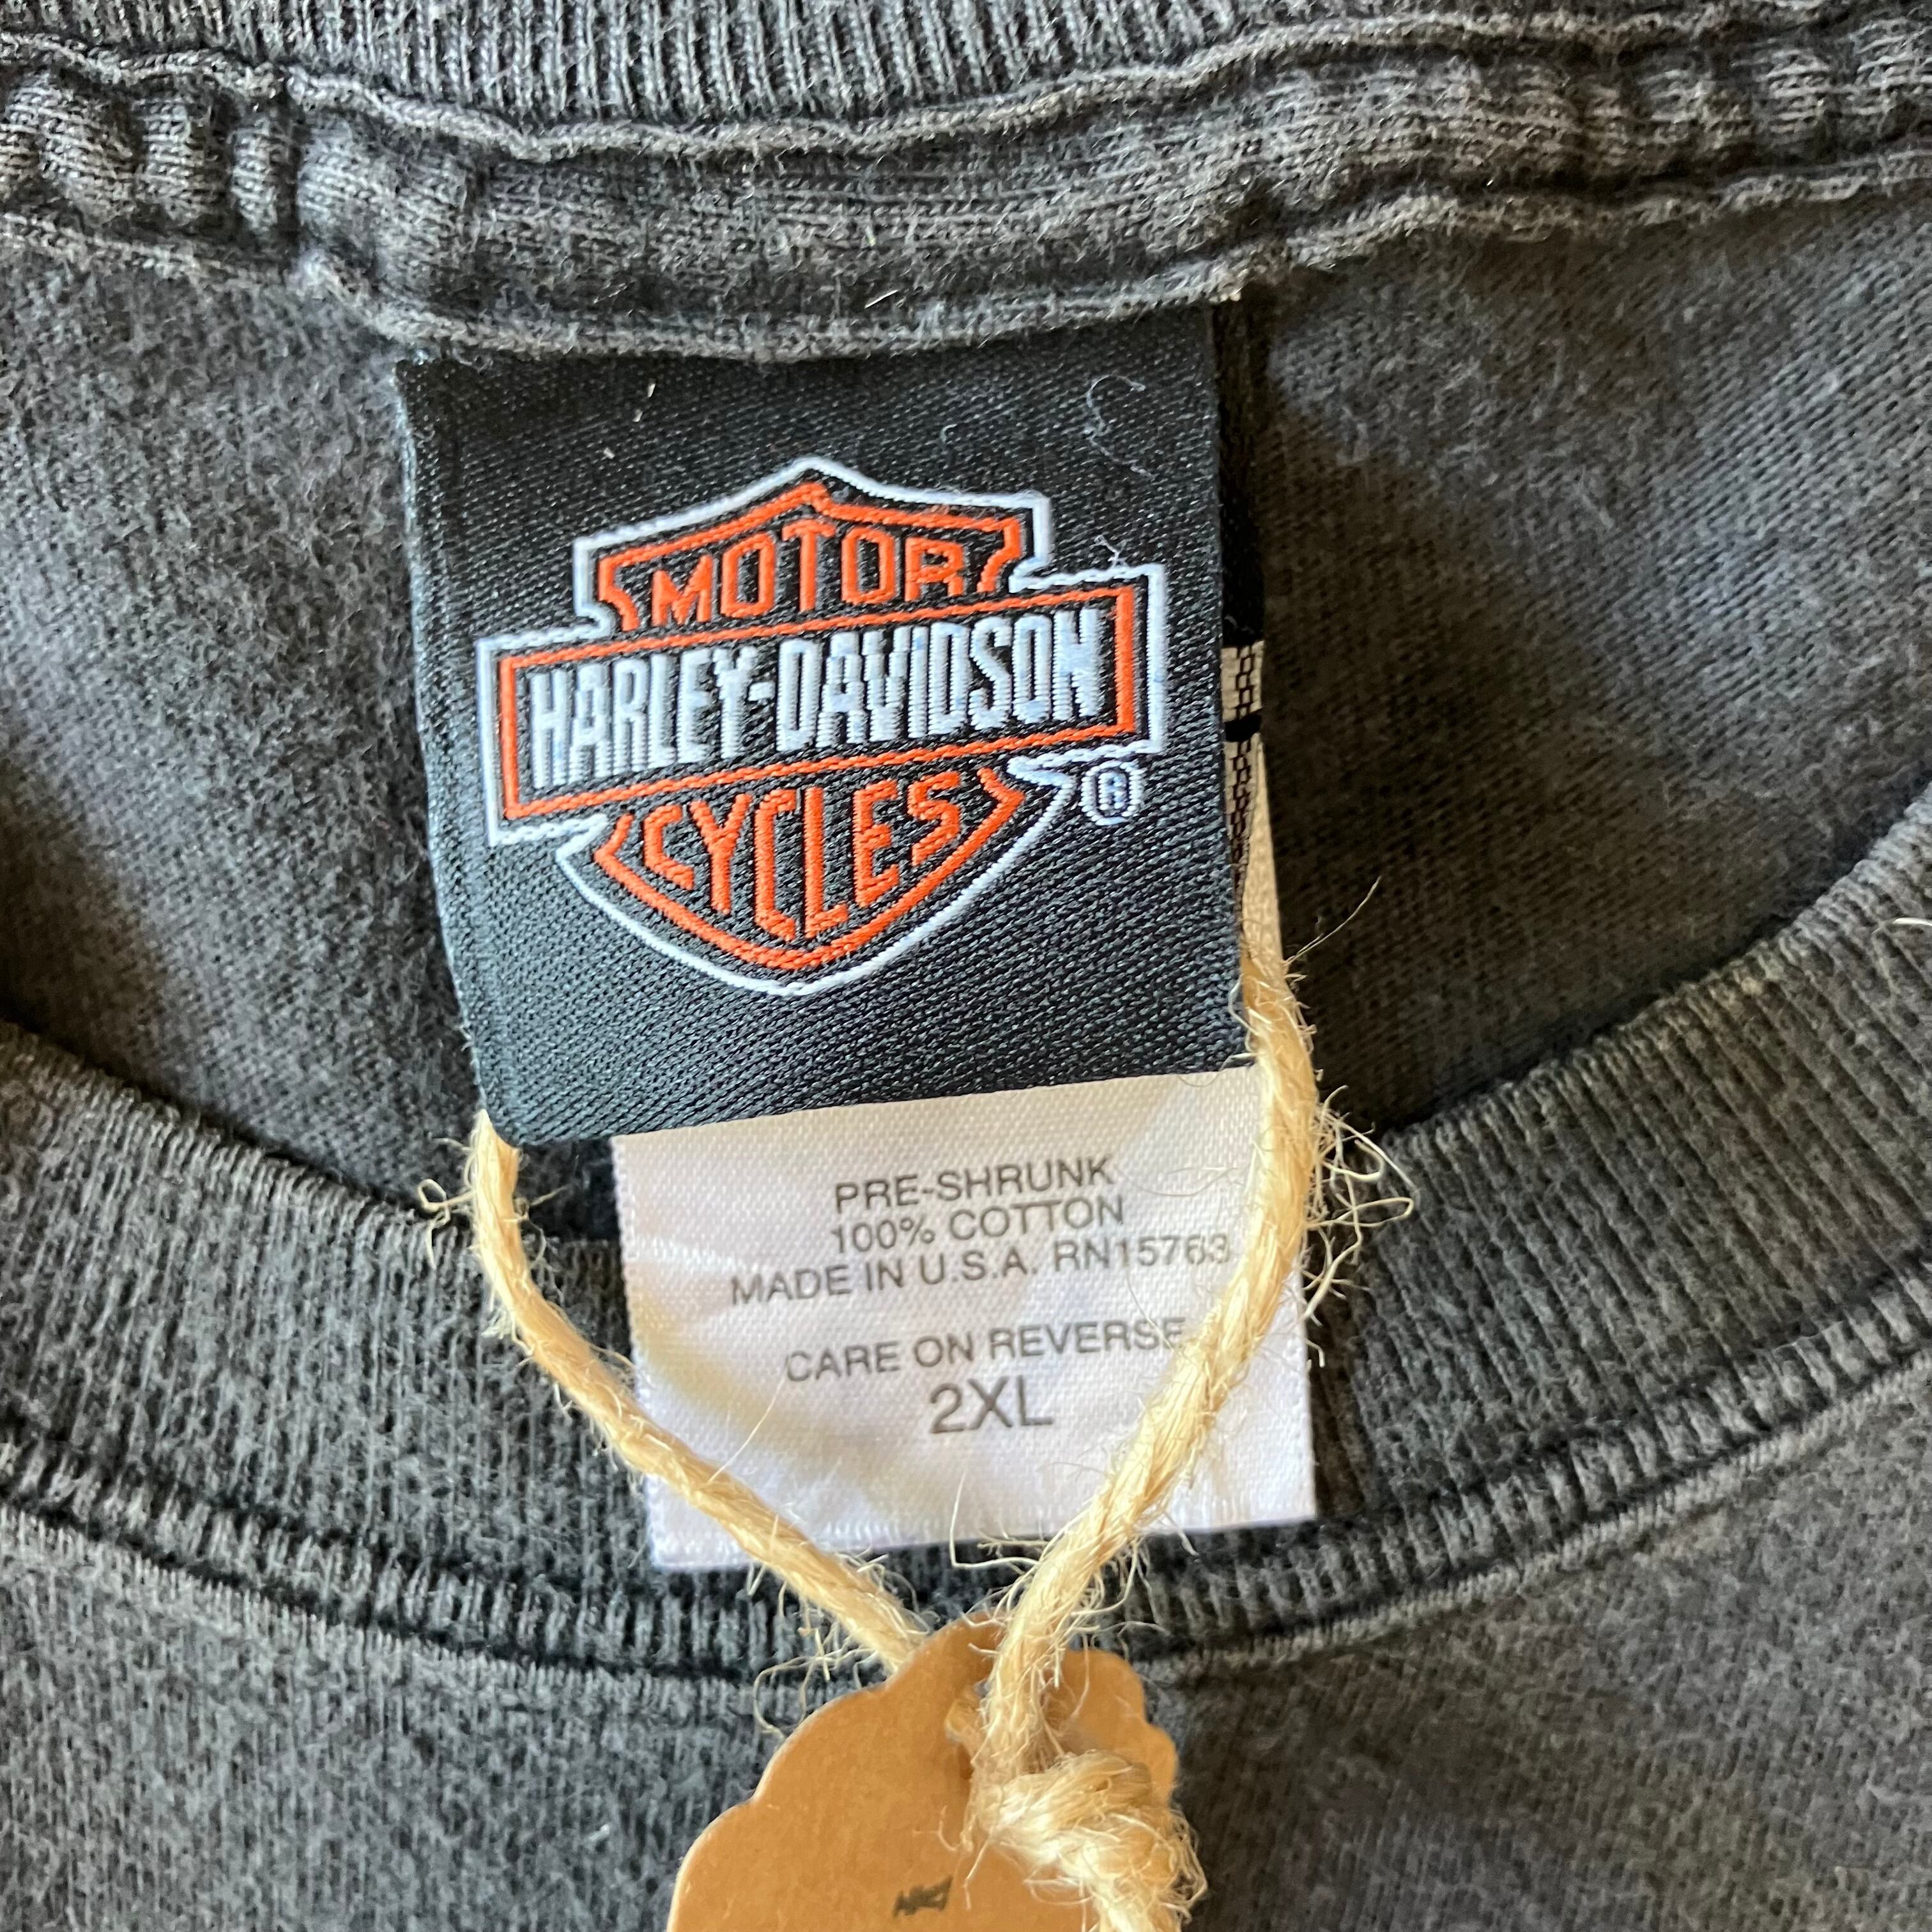 MOTOR
HARLEY-DAVIDSON
CYCLES ®
PRE-SHRUNK
100% COTTON
MADE IN U.S.A. RN15763
CARE ON REVERSE
2XL